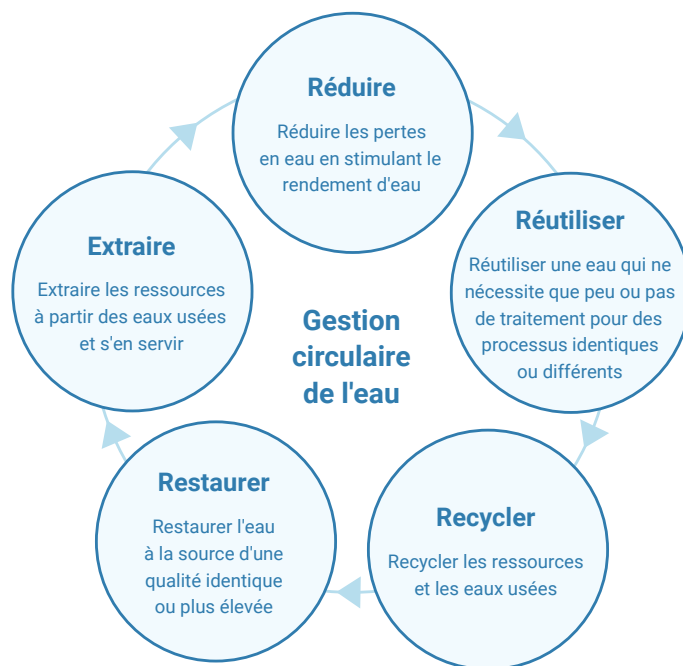 Réduire
Réduire les pertes
en eau en stimulant le
rendement d'eau
Réutiliser
Réutiliser une eau qui ne
nécessite que peu ou pas
de traitement pour des
processus identiques
ou différents
Recycler
Recycler les ressources
et les eaux usées
Restaurer
Restaurer l'eau
à la source d'une
qualité identique
ou plus élevée
Extraire
Extraire les ressources
à partir des eaux usées
et s'en servir
Gestion
circulaire
de l'eau